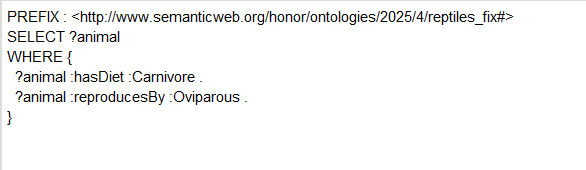 PREFIX : <http://www.semanticweb.org/honor/ontologies/2025/4/reptiles_fix#>
SELECT ?animal
WHERE {
  ?animal :hasDiet :Carnivore .
  ?animal :reproducesBy :Oviparous .
}